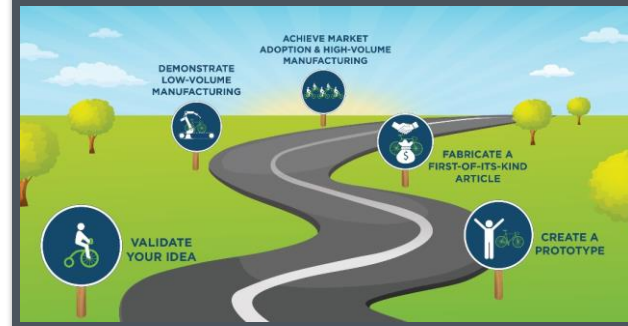 ACHIEVE MARKET
ADOPTION & HIGH-VOLUME
MANUFACTURING
DEMONSTRATE
LOW-VOLUME
MANUFACTURING
FABRICATE A
FIRST-OF-ITS-KIND
ARTICLE
$
VALIDATE
YOUR IDEA
CREATE A
PROTOTYPE